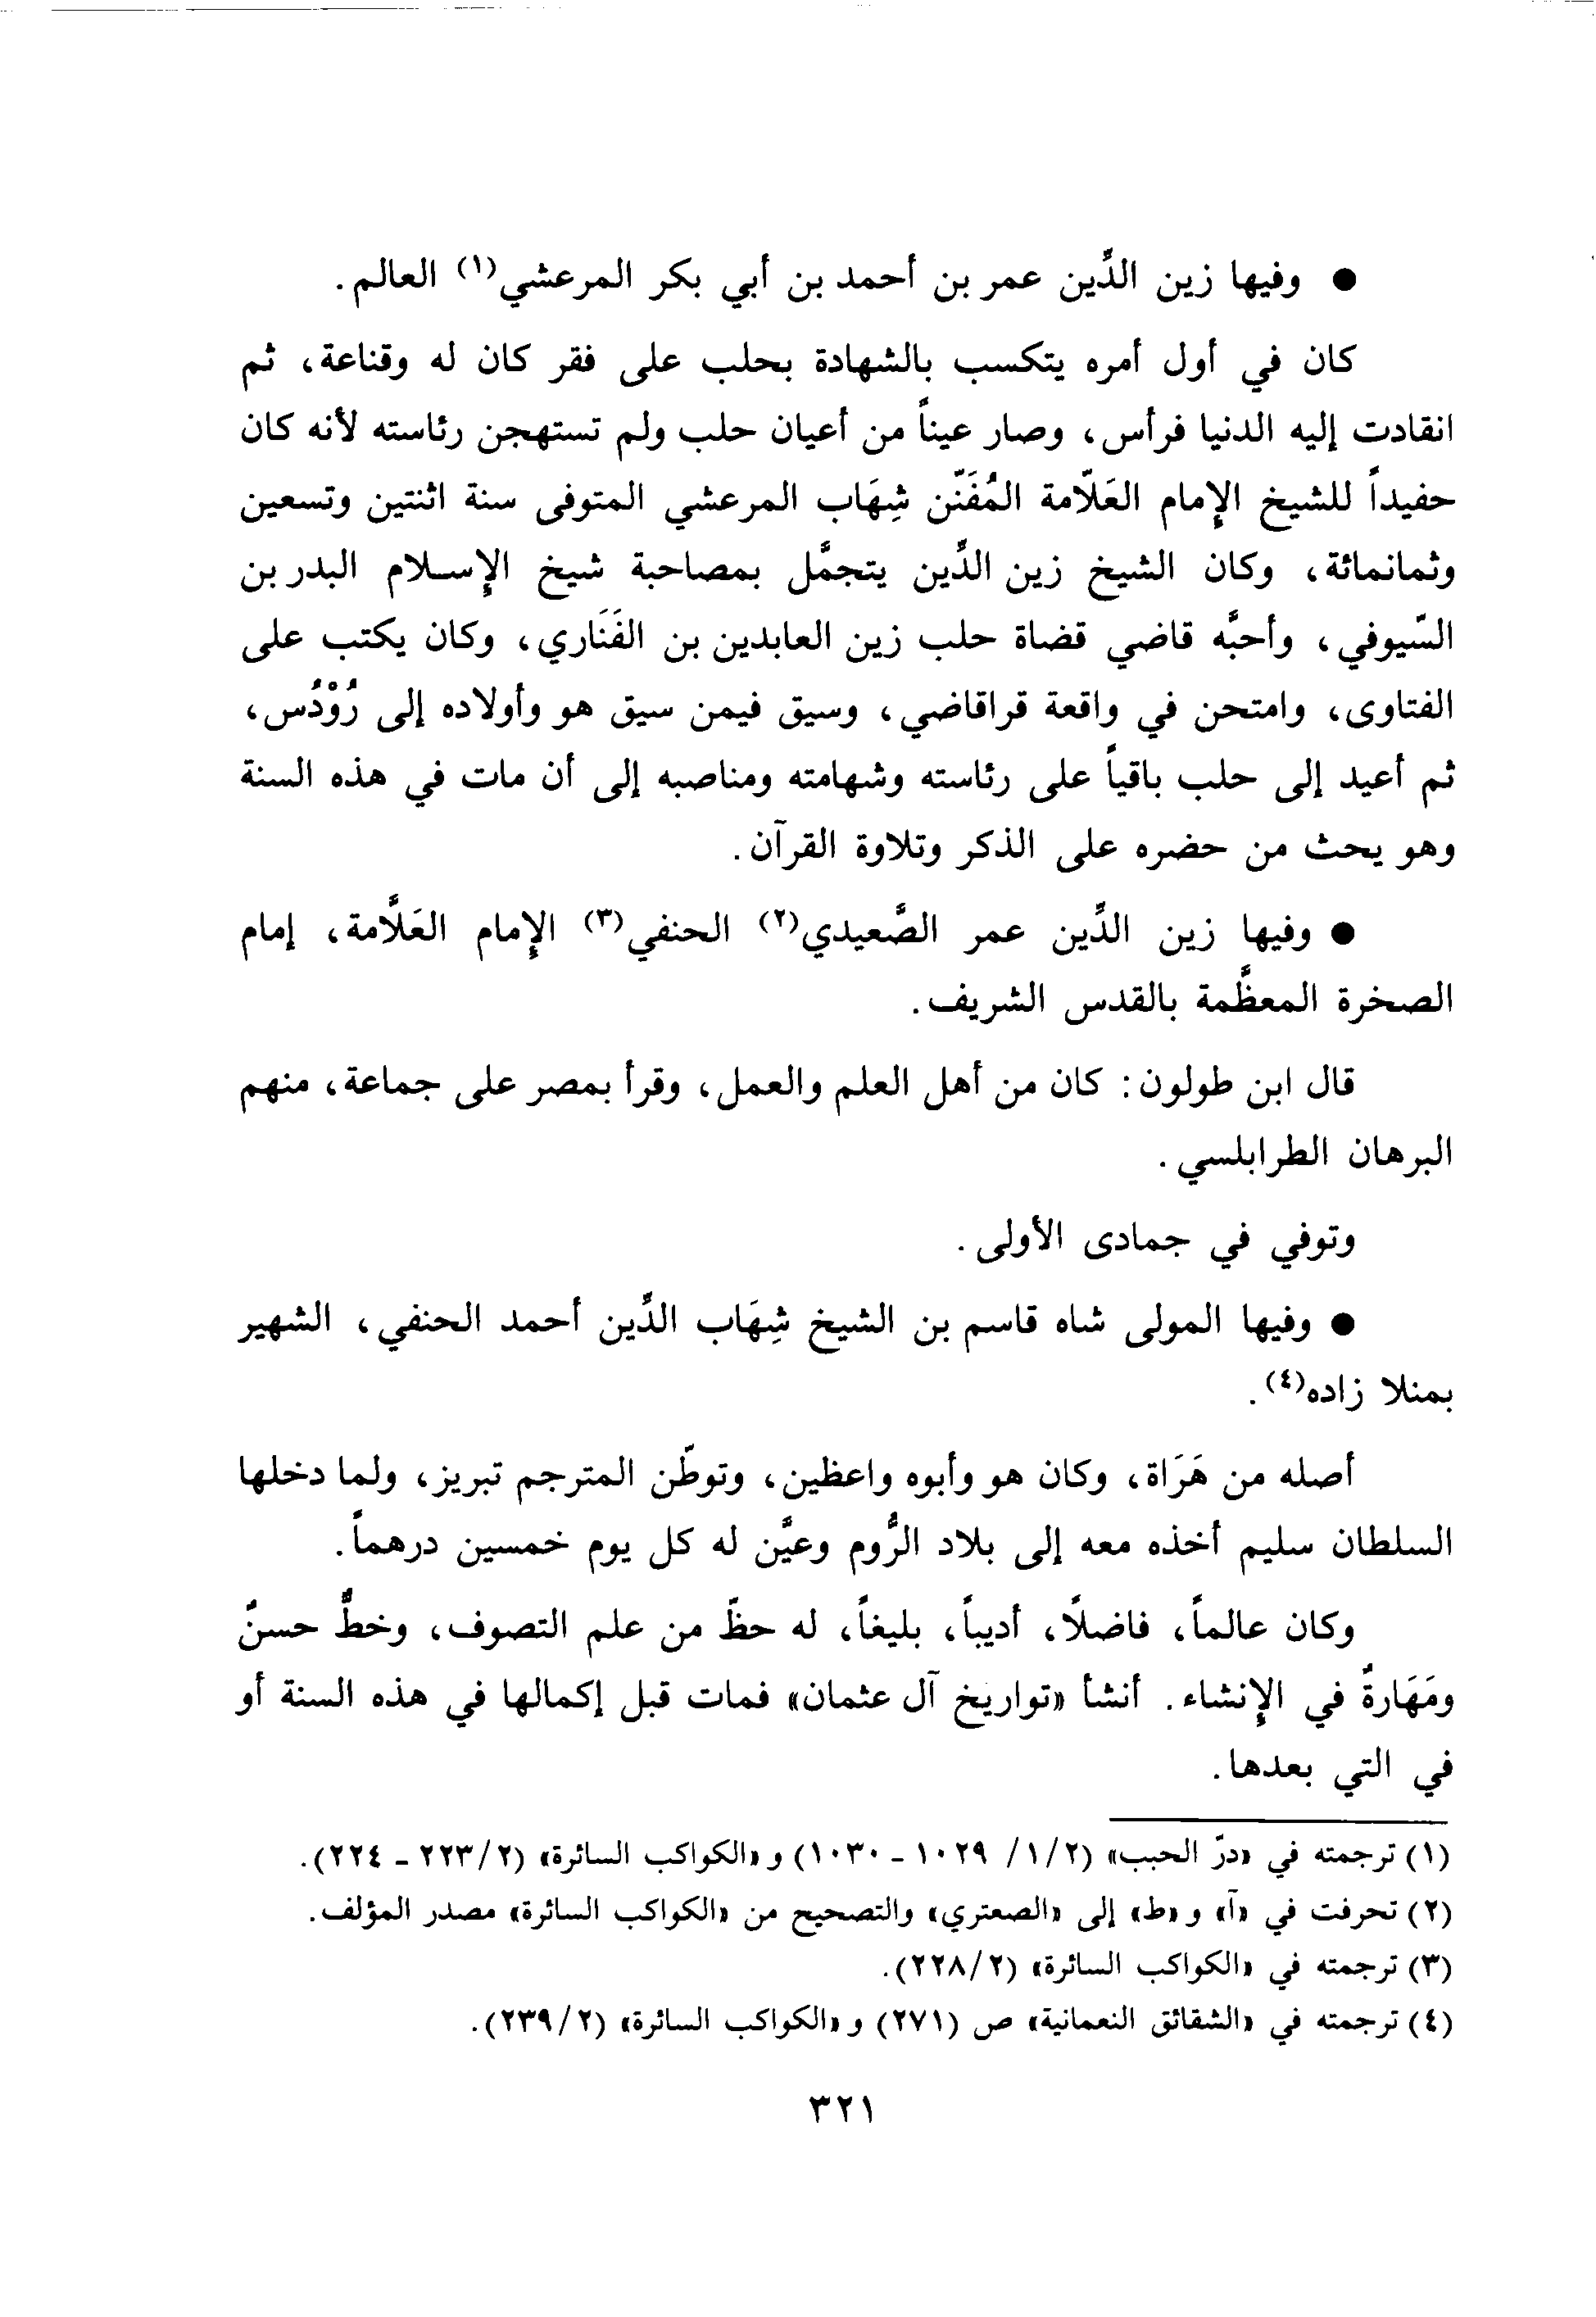 ● وفيها زين الدِّين عمر بن أحمد بن أبي بكر المرعشي(١) العالم.
كان في أول أمره يتكسب بالشهادة بحلب على فقر كان له وقناعة، ثم
انقادت إليه الدنيا فرأس، وصار عيناً من أعيان حلب ولم تستهجن رئاسته لأنه كان
حفيداً للشيخ الإِمام العَلّامة المُفَنّن شِهَاب المرعشي المتوفى سنة اثنتين وتسعين
وثمانمائة، وكان الشيخ زين الدِّين يتجمَّل بمصاحبة شيخ الإِسـلام البدر بن
السّيوفي، وأحبَّه قاضي قضاة حلب زين العابدين بن الفَنَاري، وكان يكتب على
الفتاوى، وامتحن في واقعة قراقاضي، وسيق فيمن سيق هو وأولاده إلى رُوْدُس،
ثم أعيد إلى حلب باقياً على رئاسته وشهامته ومناصبه إلى أن مات في هذه السنة
وهو يحث من حضره على الذكر وتلاوة القرآن.
● وفيها زين الدِّين عمر الصَّعيدي(٢) الحنفي(٣) الإِمام العَلَّامة، إمام
الصخرة المعظَّمة بالقدس الشريف.
قال ابن طولون: كان من أهل العلم والعمل، وقرأ بمصر على جماعة، منهم
البرهان الطرابلسي.
وتوفي في جمادى الأولى.
● وفيها المولى شاه قاسم بن الشيخ شِهَاب الدِّين أحمد الحنفي، الشهير
بمنلا زاده(٤).
أصله من هَرَاة، وكان هو وأبوه واعظين، وتوطّن المترجم تبريز، ولما دخلها
السلطان سليم أخذه معه إلى بلاد الرُّوم وعيَّن له كل يوم خمسين درهماً.
وكان عالماً، فاضلًا، أديباً، بليغاً، له حظّ من علم التصوف، وخطٌّ حسنٌ
ومَهَارةٌ في الإِنشاء. أنشأ «تواريخ آل عثمان» فمات قبل إكمالها في هذه السنة أو
في التي بعدها.
(١) ترجمته في «درّ الحبب» (٢/١/ ١٠٢٩ ـ ١٠٣٠) و«الكواكب السائرة» (٢/٢٢٣ ـ ٢٢٤).
(٢) تحرفت في «آ» و«ط» إلى «الصعتري» والتصحيح من «الكواكب السائرة» مصدر المؤلف.
(٣) ترجمته في «الكواكب السائرة» (٢/٢٢٨).
(٤) ترجمته في «الشقائق النعمانية» ص (٢٧١) و«الكواكب السائرة» (٢/٢٣٩).
٣٢١